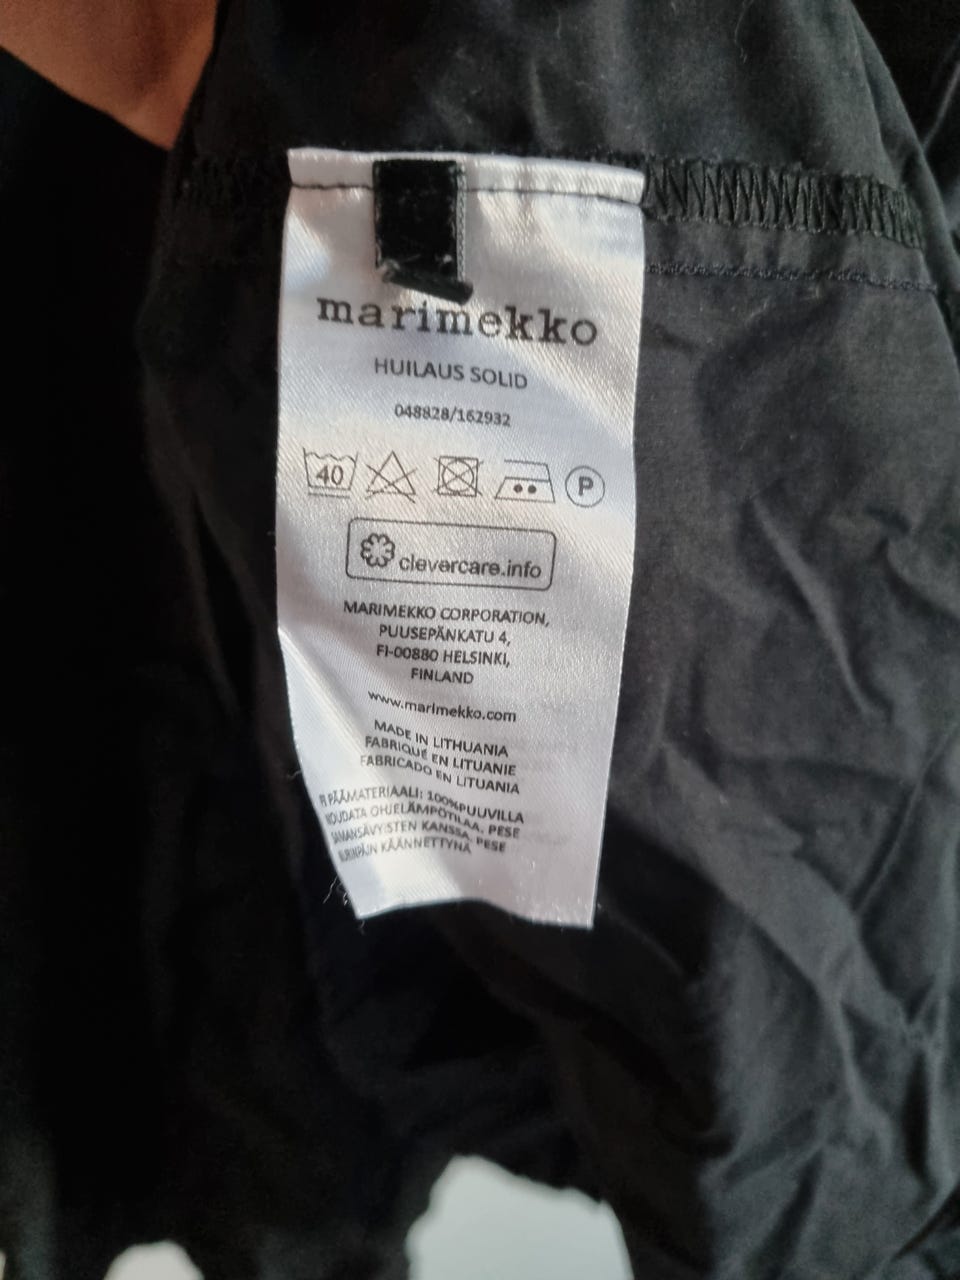 marimekko
HUILAUS SOLID
048828/162932
40 P
clevercare.info
MARIMEKKO CORPORATION,
PUUSEPÄNKATU 4,
FI-00880 HELSINKI,
FINLAND
www.marimekko.com
MADE IN LITHUANIA
FABRIQUÉ EN LITUANIE
FABRICADO EN LITUANIA
FI PÄÄMATERIAALI: 100%PUUVILLA
NOUDATA OHJELÄMPÖTILAA. PESE
SAMANSÄVYISTEN KANSSA. PESE
NURINPÄIN KÄÄNNETTYNÄ